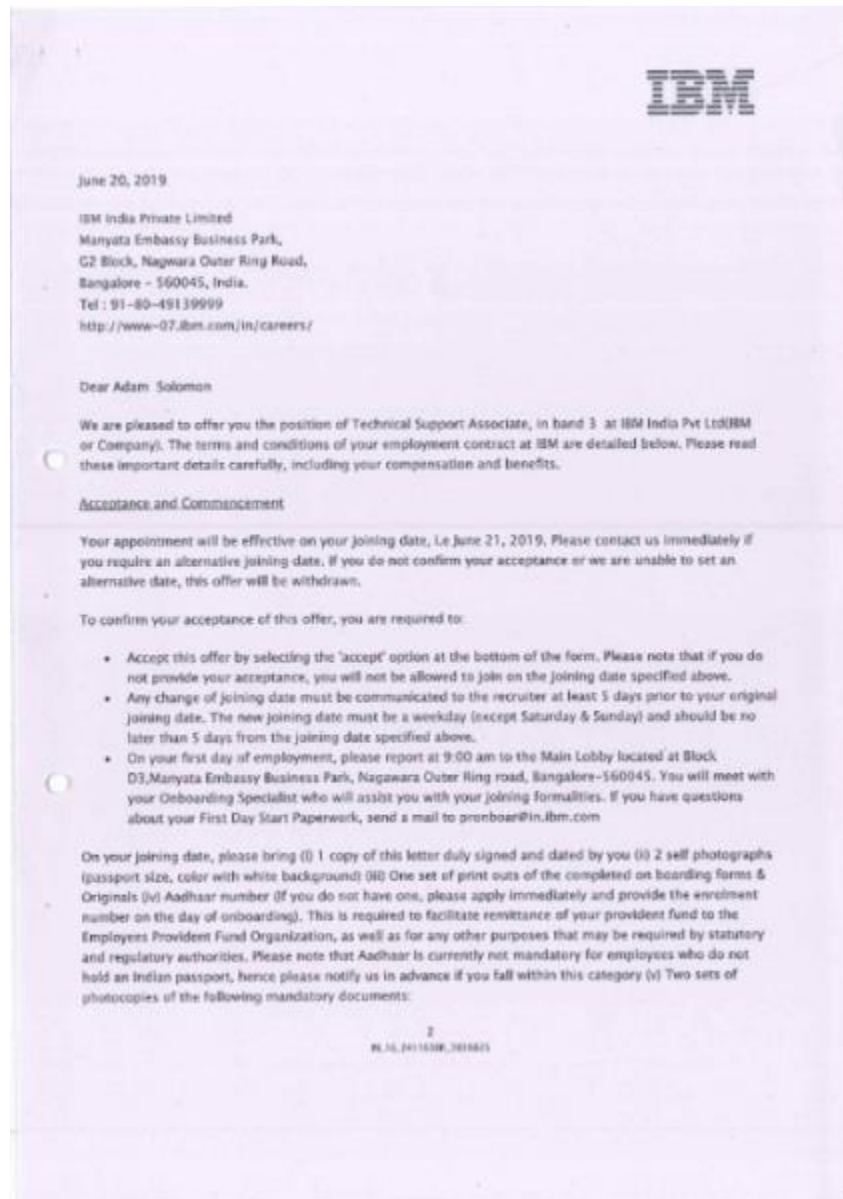 IBM
June 20, 2019
IBM India Private Limited
Manyata Embassy Business Park,
G2 Block, Nagwara Outer Ring Road,
Bangalore - 560045, India.
Tel : 91-80-49139999
http://www-07.ibm.com/in/careers/
Dear Adam Solomon
We are pleased to offer you the position of Technical Support Associate, in band 3 at IBM India Pvt Ltd(IBM
or Company). The terms and conditions of your employment contract at IBM are detailed below. Please read
these important details carefully, including your compensation and benefits.
Acceptance and Commencement
Your appointment will be effective on your joining date, i.e June 21, 2019. Please contact us immediately if
you require an alternative joining date. If you do not confirm your acceptance or we are unable to set an
alternative date, this offer will be withdrawn.
To confirm your acceptance of this offer, you are required to:
• Accept this offer by selecting the 'accept' option at the bottom of the form. Please note that if you do
not provide your acceptance, you will not be allowed to join on the joining date specified above.
• Any change of joining date must be communicated to the recruiter at least 5 days prior to your original
joining date. The new joining date must be a weekday (except Saturday & Sunday) and should be no
later than 5 days from the joining date specified above.
• On your first day of employment, please report at 9:00 am to the Main Lobby located at Block
D3,Manyata Embassy Business Park, Nagawara Outer Ring road, Bangalore-560045. You will meet with
your Onboarding Specialist who will assist you with your joining formalities. If you have questions
about your First Day Start Paperwork, send a mail to pronboar@in.ibm.com
On your joining date, please bring (i) 1 copy of this letter duly signed and dated by you (ii) 2 self photographs
(passport size, color with white background) (iii) One set of print outs of the completed on boarding forms &
Originals (iv) Aadhaar number (If you do not have one, please apply immediately and provide the enrolment
number on the day of onboarding). This is required to facilitate remittance of your provident fund to the
Employees Provident Fund Organization, as well as for any other purposes that may be required by statutory
and regulatory authorities. Please note that Aadhaar is currently not mandatory for employees who do not
hold an Indian passport, hence please notify us in advance if you fall within this category (v) Two sets of
photocopies of the following mandatory documents:
2